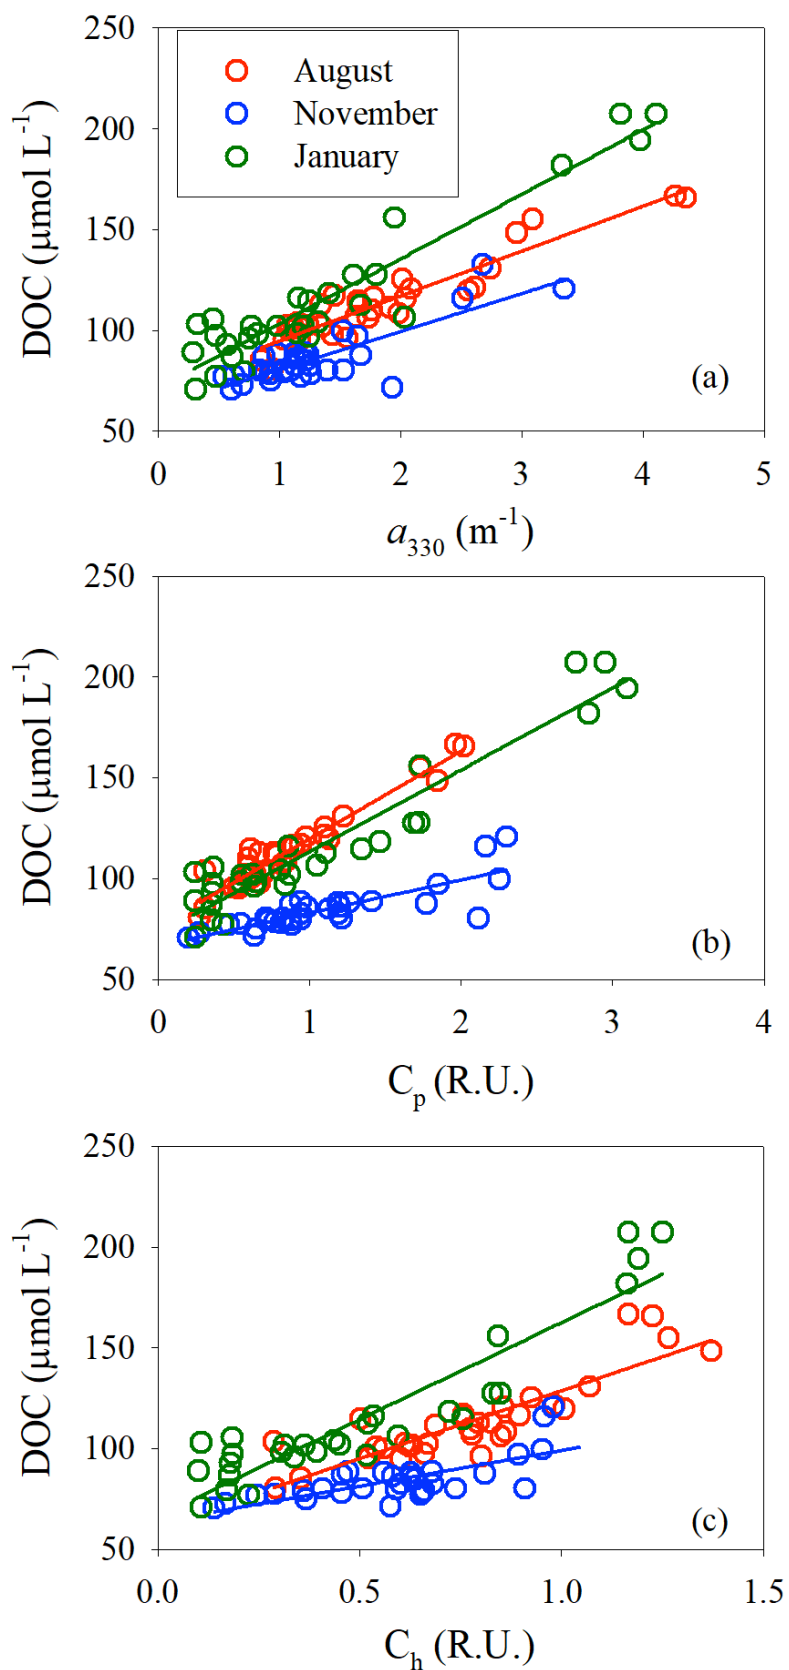 250
200
150
100
50
DOC (µmol L⁻¹)
August
November
January
(a)
0 1 2 3 4 5
a₃₃₀ (m⁻¹)
250
200
150
100
50
DOC (µmol L⁻¹)
(b)
0 1 2 3 4
Cₚ (R.U.)
250
200
150
100
50
DOC (µmol L⁻¹)
(c)
0.0 0.5 1.0 1.5
Cₕ (R.U.)